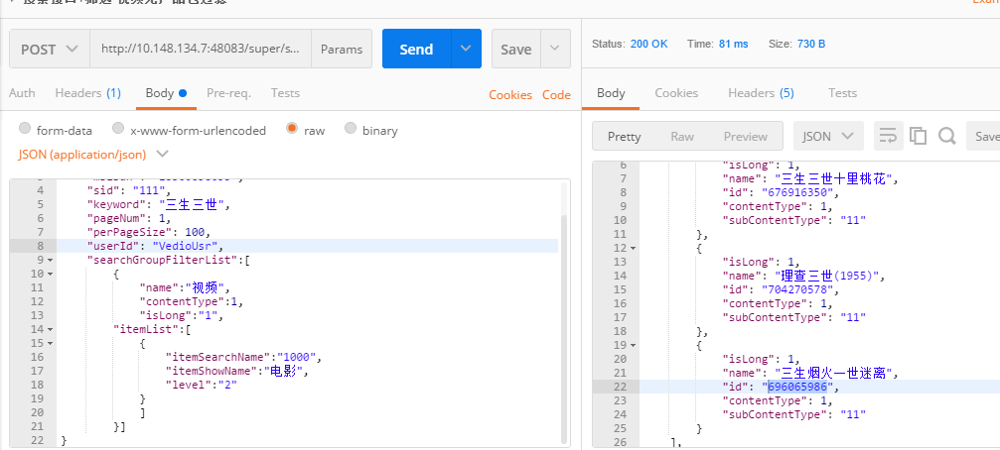 POST http://10.148.134.7:48083/super/s... Params Send Save
Auth Headers (1) Body Pre-req. Tests Cookies Code
form-data x-www-form-urlencoded raw binary
JSON (application/json)
4 "sid": "111",
5 "keyword": "三生三世",
6 "pageNum": 1,
7 "perPageSize": 100,
8 "userId": "VedioUsr",
9 "searchGroupFilterList":[
10 {
11 "name":"视频",
12 "contentType":1,
13 "isLong":"1",
14 "itemList":[
15 {
16 "itemSearchName":"1000",
17 "itemShowName":"电影",
18 "level":"2"
19 }
20 ]
21 }]
22 }
Status: 200 OK Time: 81 ms Size: 730 B
Body Cookies Headers (5) Tests
Pretty Raw Preview JSON Save
6 "isLong": 1,
7 "name": "三生三世十里桃花",
8 "id": "676916350",
9 "contentType": 1,
10 "subContentType": "11"
11 },
12 {
13 "isLong": 1,
14 "name": "理查三世(1955)",
15 "id": "704270578",
16 "contentType": 1,
17 "subContentType": "11"
18 },
19 {
20 "isLong": 1,
21 "name": "三生烟火一世迷离",
22 "id": "696065986",
23 "contentType": 1,
24 "subContentType": "11"
25 }
26 ],